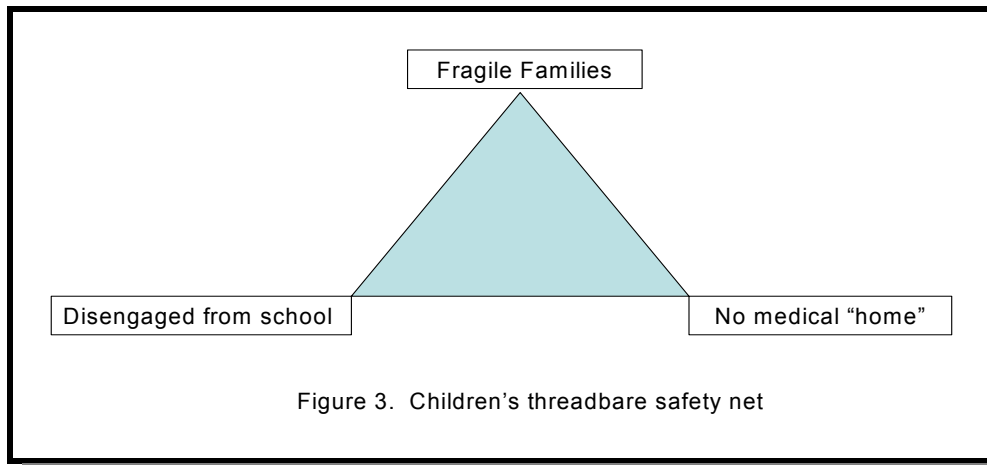 Fragile Families
Disengaged from school
No medical “home”
Figure 3.  Children’s threadbare safety net